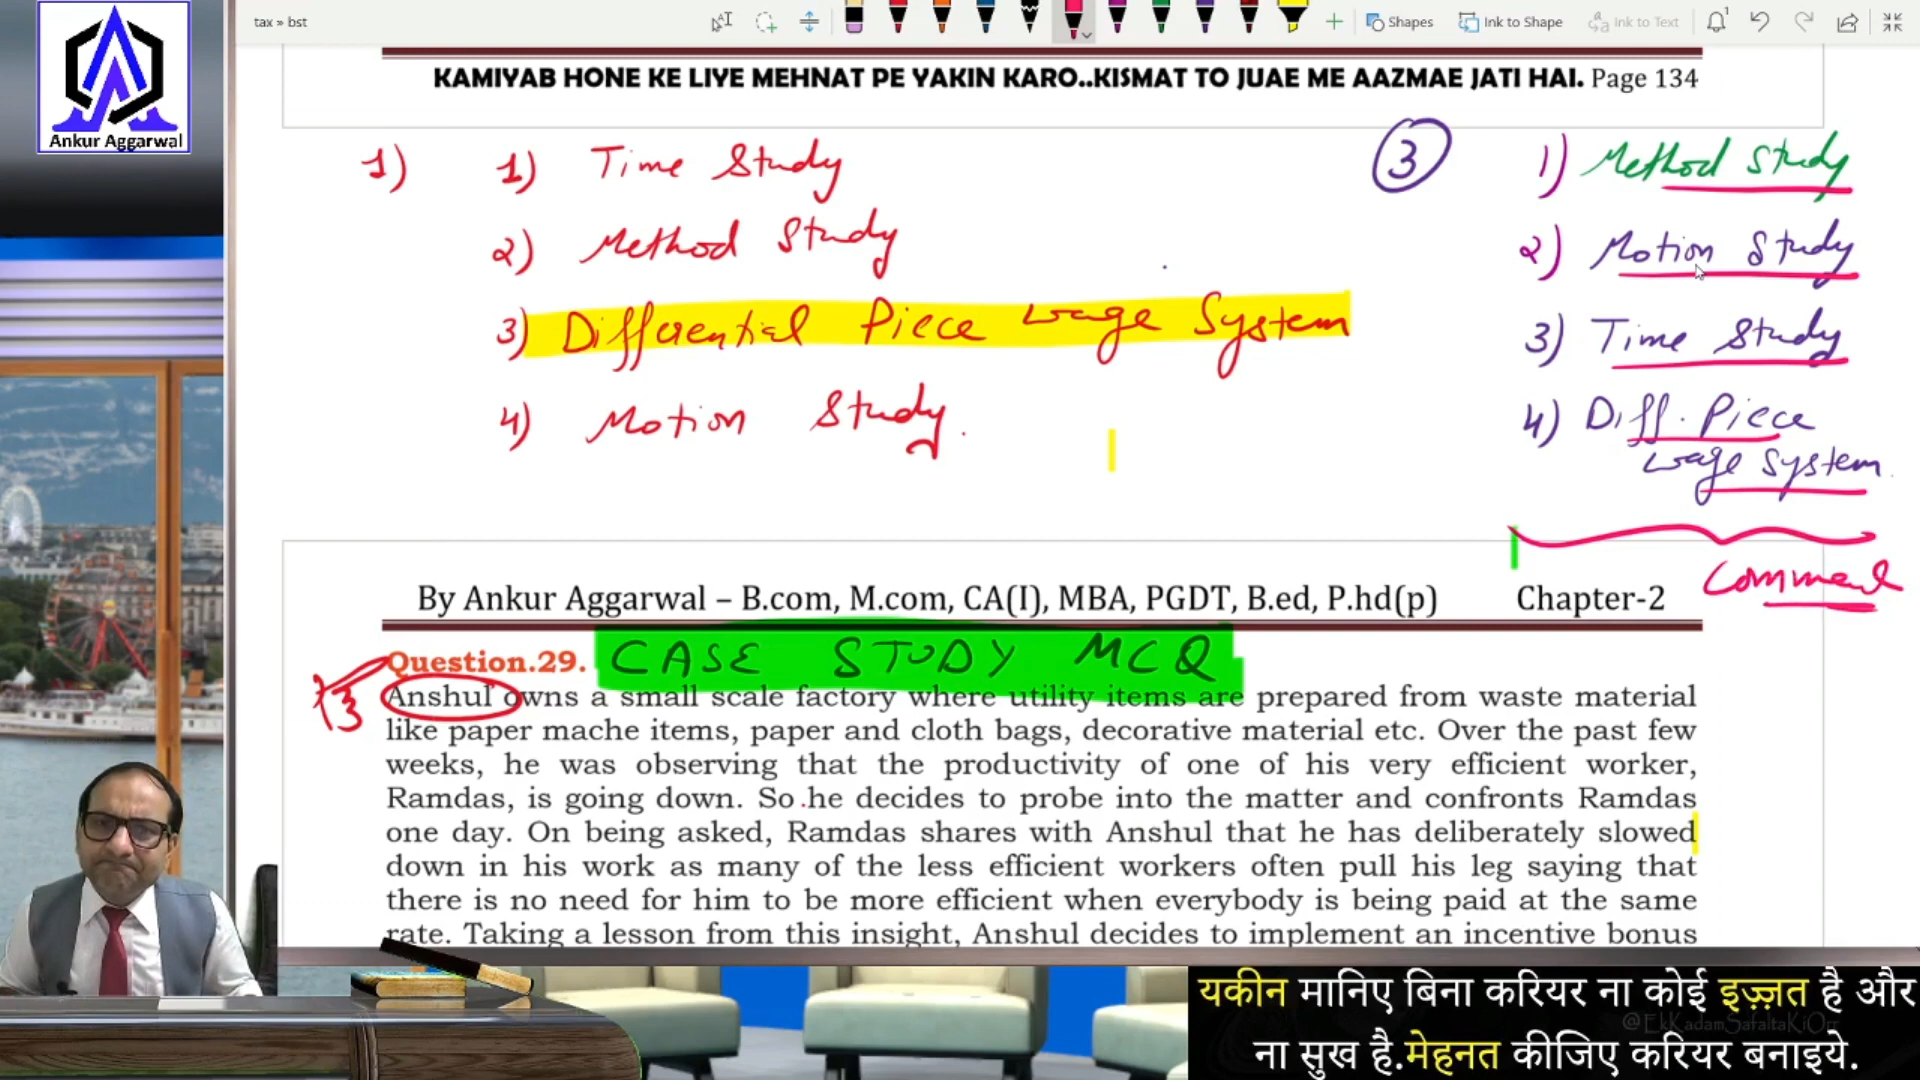 tax » bst
Shapes
Ink to Shape
Ink to Text
1
Ankur Aggarwal
KAMIYAB HONE KE LIYE MEHNAT PE YAKIN KARO..KISMAT TO JUAE ME AAZMAE JATI HAI. Page 134
1) 1) Time Study
2) Method Study
3) Differential Piece wage System
4) Motion Study.
3
1) Method Study
2) Motion Study
3) Time Study
4) Diff. Piece
wage System.
Comment
By Ankur Aggarwal – B.com, M.com, CA(I), MBA, PGDT, B.ed, P.hd(p) Chapter-2
Question.29. CASE STUDY MCQ
Anshul owns a small scale factory where utility items are prepared from waste material
like paper mache items, paper and cloth bags, decorative material etc. Over the past few
weeks, he was observing that the productivity of one of his very efficient worker,
Ramdas, is going down. So he decides to probe into the matter and confronts Ramdas
one day. On being asked, Ramdas shares with Anshul that he has deliberately slowed
down in his work as many of the less efficient workers often pull his leg saying that
there is no need for him to be more efficient when everybody is being paid at the same
rate. Taking a lesson from this insight, Anshul decides to implement an incentive bonus
यकीन मानिए बिना करियर ना कोई इज़्ज़त है और
@EkKadamSafaltaKiOrr
ना सुख है.मेहनत कीजिए करियर बनाइये.